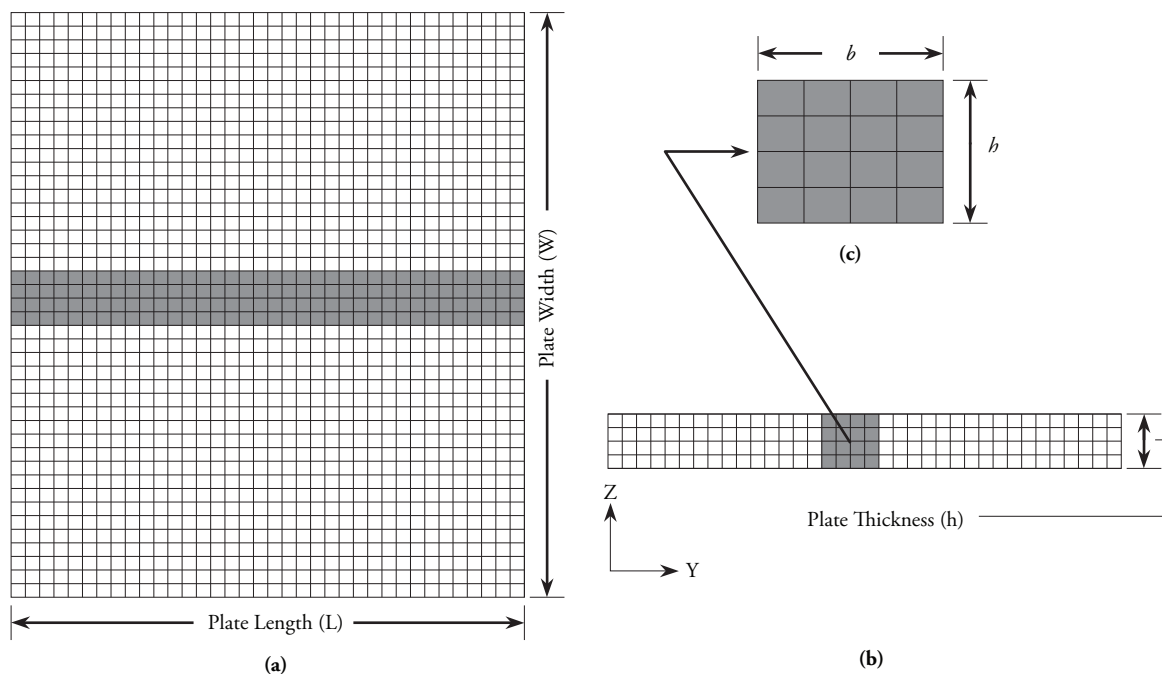 b
h
(c)
Plate Width (W)
Z
Plate Thickness (h)
Y
Plate Length (L)
(a)
(b)